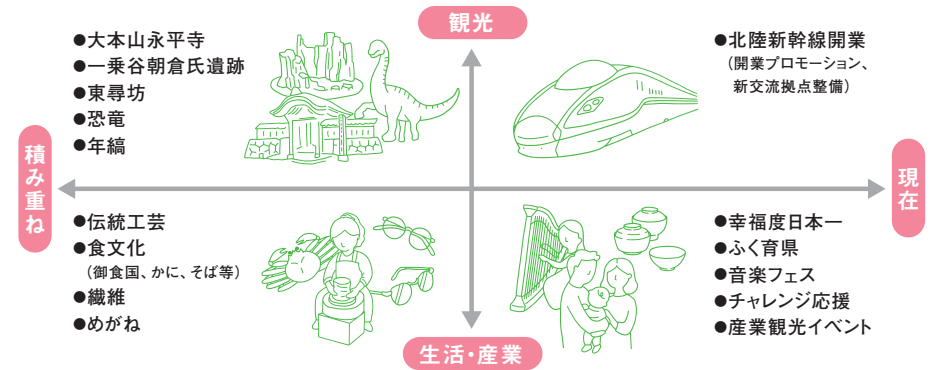 観光
●大本山永平寺
●一乗谷朝倉氏遺跡
●東尋坊
●恐竜
●年縞
●北陸新幹線開業
(開業プロモーション、
新交流拠点整備)
積み重ね
現在
●伝統工芸
●食文化
(御食国、かに、そば等)
●繊維
●めがね
●幸福度日本一
●ふく育県
●音楽フェス
●チャレンジ応援
●産業観光イベント
生活・産業